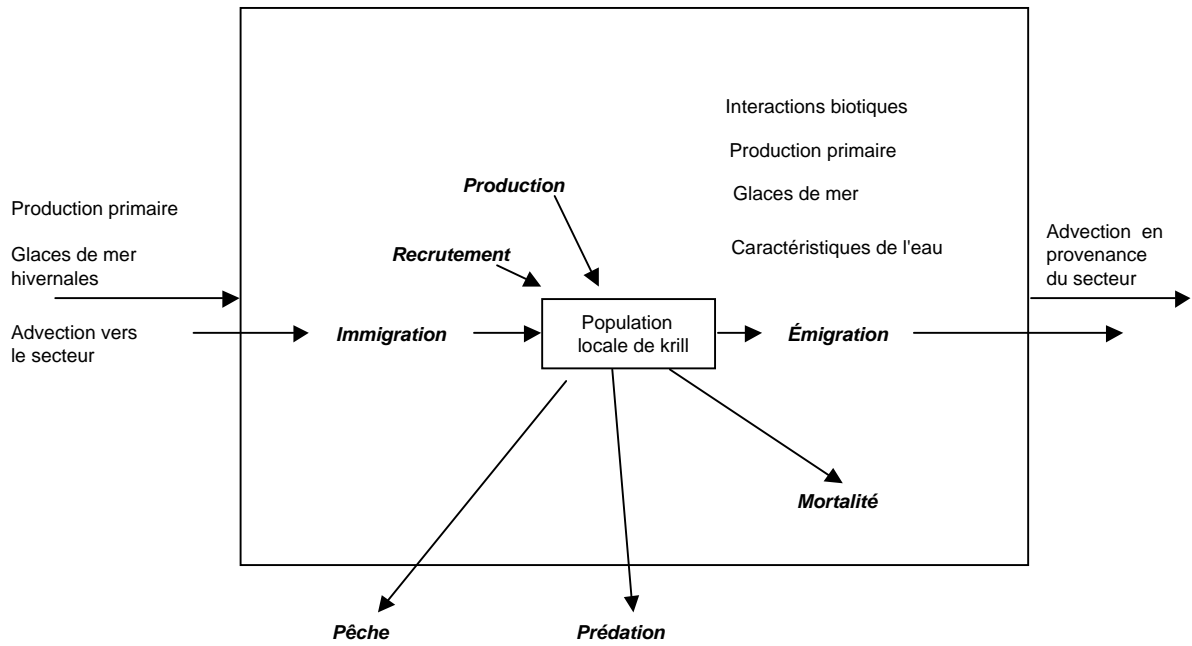 Interactions biotiques
Production primaire
Glaces de mer
Caractéristiques de l'eau
Production
Recrutement
Production primaire
Glaces de mer
hivernales
Advection vers
le secteur
Immigration
Population
locale de krill
Émigration
Advection en
provenance
du secteur
Mortalité
Pêche
Prédation